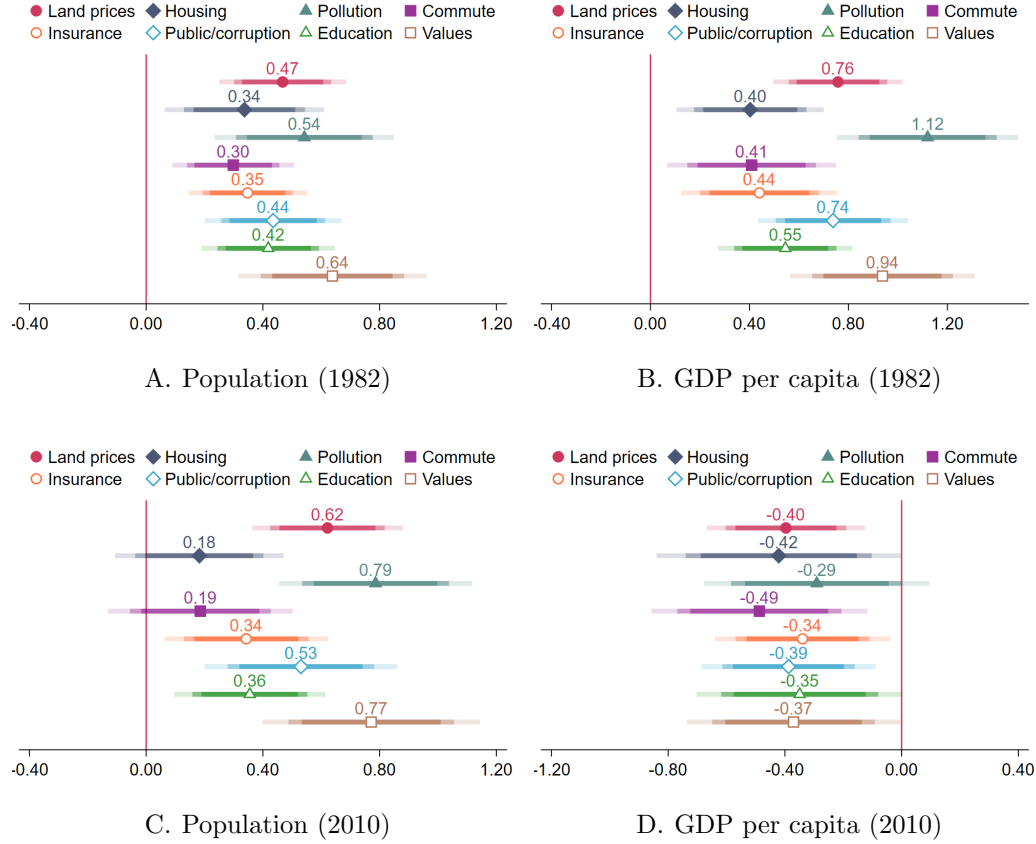 Land prices Housing Pollution Commute
Insurance Public/corruption Education Values
0.47
0.34
0.54
0.30
0.35
0.44
0.42
0.64
-0.40 0.00 0.40 0.80 1.20
A. Population (1982)
Land prices Housing Pollution Commute
Insurance Public/corruption Education Values
0.76
0.40
1.12
0.41
0.44
0.74
0.55
0.94
-0.40 0.00 0.40 0.80 1.20
B. GDP per capita (1982)
Land prices Housing Pollution Commute
Insurance Public/corruption Education Values
0.62
0.18
0.79
0.19
0.34
0.53
0.36
0.77
-0.40 0.00 0.40 0.80 1.20
C. Population (2010)
Land prices Housing Pollution Commute
Insurance Public/corruption Education Values
-0.40
-0.42
-0.29
-0.49
-0.34
-0.39
-0.35
-0.37
-1.20 -0.80 -0.40 0.00 0.40
D. GDP per capita (2010)